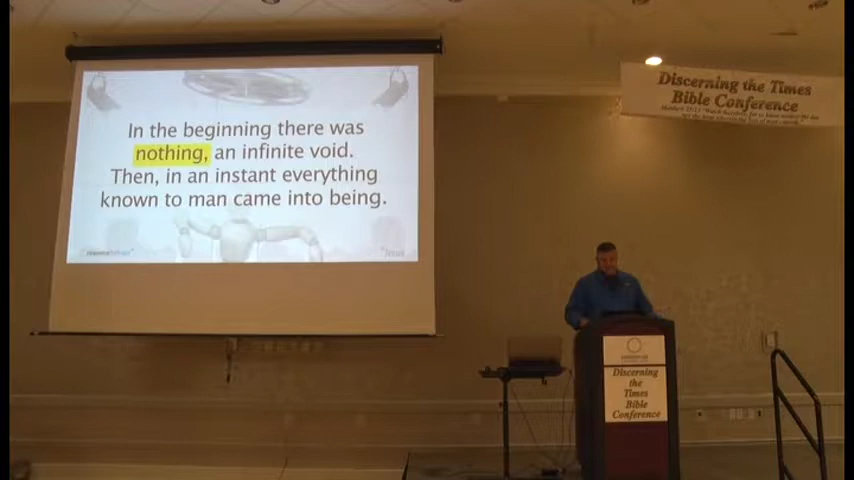 In the beginning there was
nothing, an infinite void.
Then, in an instant everything
known to man came into being.
Discerning the Times
Bible Conference
Discerning
the
Times
Bible
Conference